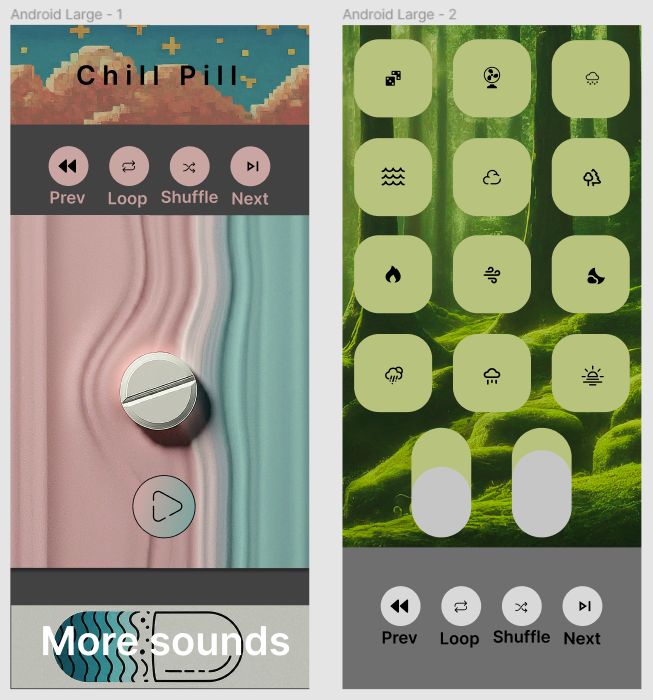 Android Large - 1
Chill Pill
Prev Loop Shuffle Next
More sounds
Android Large - 2
Prev Loop Shuffle Next